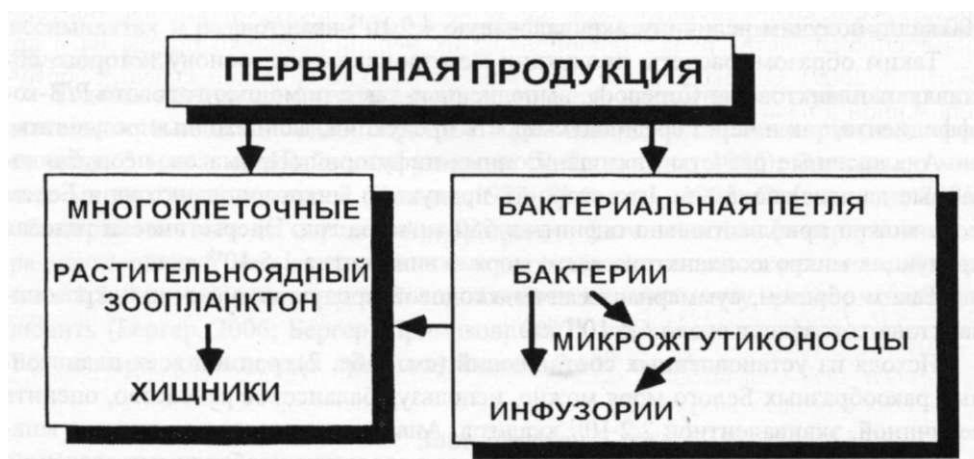 ПЕРВИЧНАЯ ПРОДУКЦИЯ
МНОГОКЛЕТОЧНЫЕ
РАСТИТЕЛЬНОЯДНЫЙ
ЗООПЛАНКТОН
ХИЩНИКИ
БАКТЕРИАЛЬНАЯ ПЕТЛЯ
БАКТЕРИИ
МИКРОЖГУТИКОНОСЦЫ
ИНФУЗОРИИ